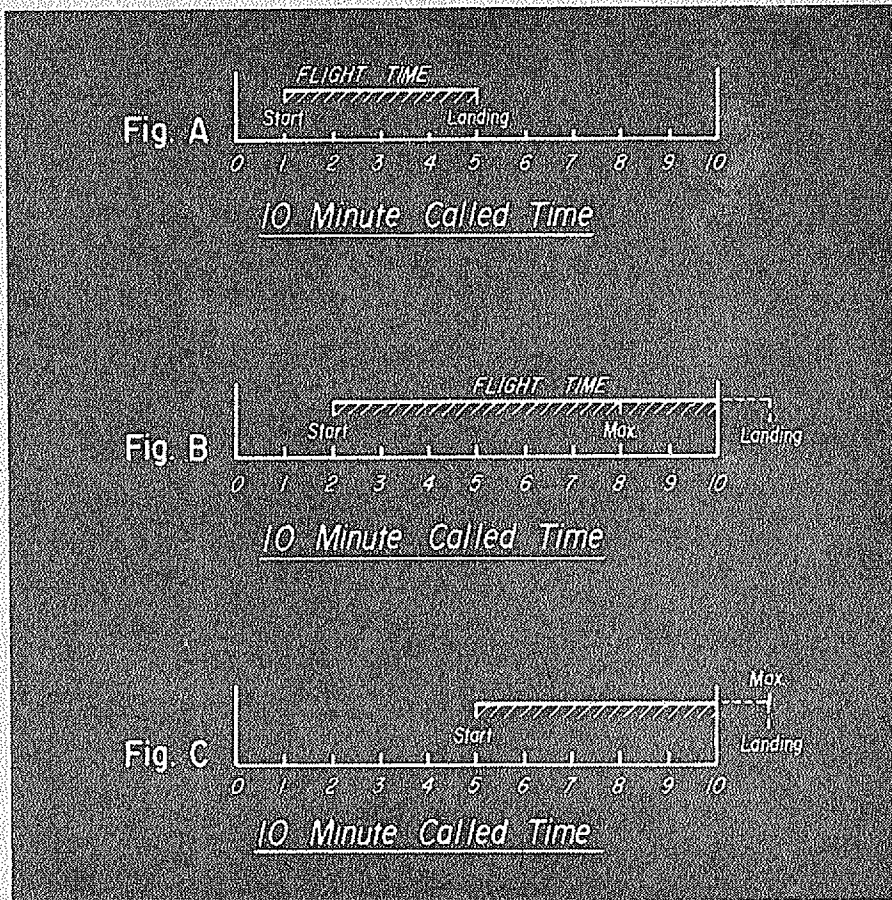 FLIGHT TIME
Start Landing
Fig. A
0 1 2 3 4 5 6 7 8 9 10
10 Minute Called Time
FLIGHT TIME
Start Max. Landing
Fig. B
0 1 2 3 4 5 6 7 8 9 10
10 Minute Called Time
Max.
Start Landing
Fig. C
0 1 2 3 4 5 6 7 8 9 10
10 Minute Called Time